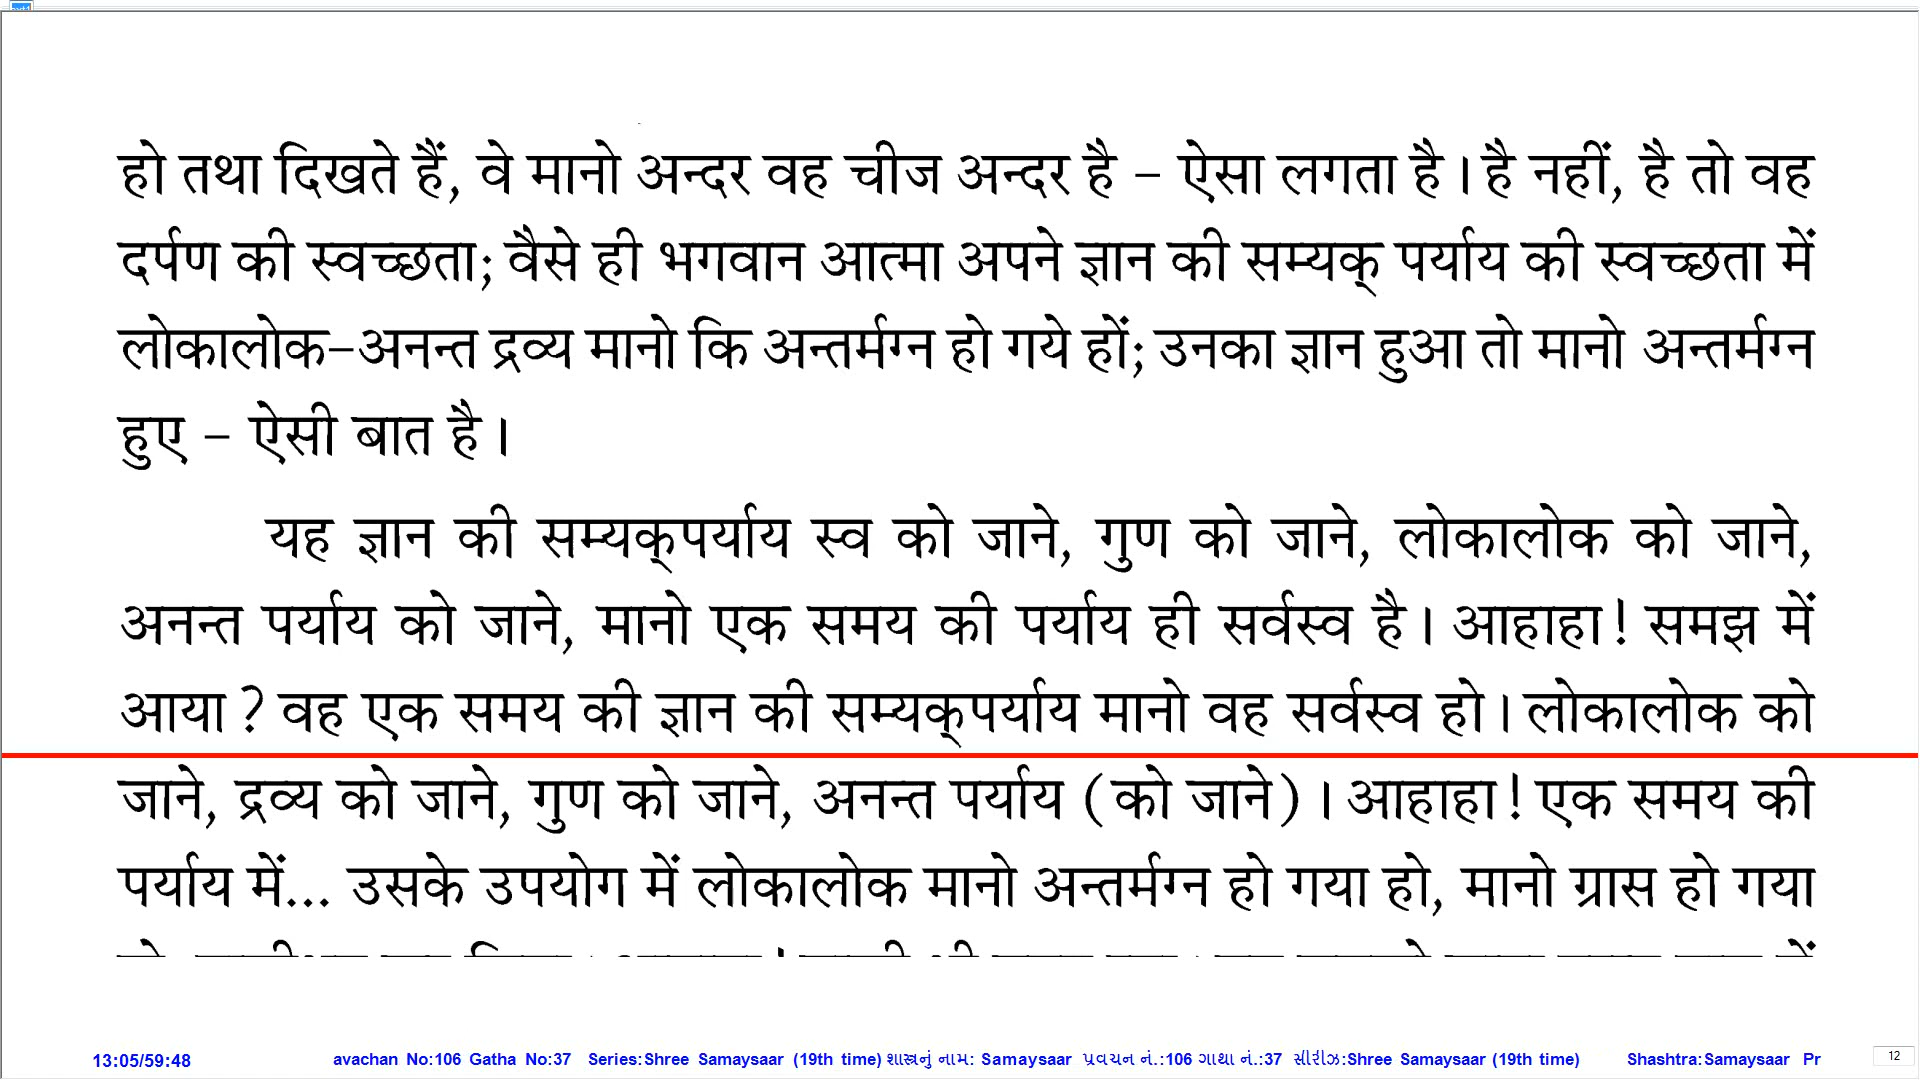 हो तथा दिखते हैं, वे मानो अन्दर वह चीज अन्दर है – ऐसा लगता है। है नहीं, है तो वह
दर्पण की स्वच्छता; वैसे ही भगवान आत्मा अपने ज्ञान की सम्यक् पर्याय की स्वच्छता में
लोकालोक–अनन्त द्रव्य मानो कि अन्तर्मग्न हो गये हों; उनका ज्ञान हुआ तो मानो अन्तर्मग्न
हुए – ऐसी बात है।
यह ज्ञान की सम्यक्पर्याय स्व को जाने, गुण को जाने, लोकालोक को जाने,
अनन्त पर्याय को जाने, मानो एक समय की पर्याय ही सर्वस्व है। आहाहा! समझ में
आया? वह एक समय की ज्ञान की सम्यक्पर्याय मानो वह सर्वस्व हो। लोकालोक को
जाने, द्रव्य को जाने, गुण को जाने, अनन्त पर्याय (को जाने)। आहाहा! एक समय की
पर्याय में... उसके उपयोग में लोकालोक मानो अन्तर्मग्न हो गया हो, मानो ग्रास हो गया
13:05/59:48 avachan No:106 Gatha No:37 Series:Shree Samaysaar (19th time) શાસ્ત્રનું નામ: Samaysaar પ્રવચન નં.:106 ગાથા નં.:37 સીરીઝ:Shree Samaysaar (19th time) Shashtra:Samaysaar Pr 12